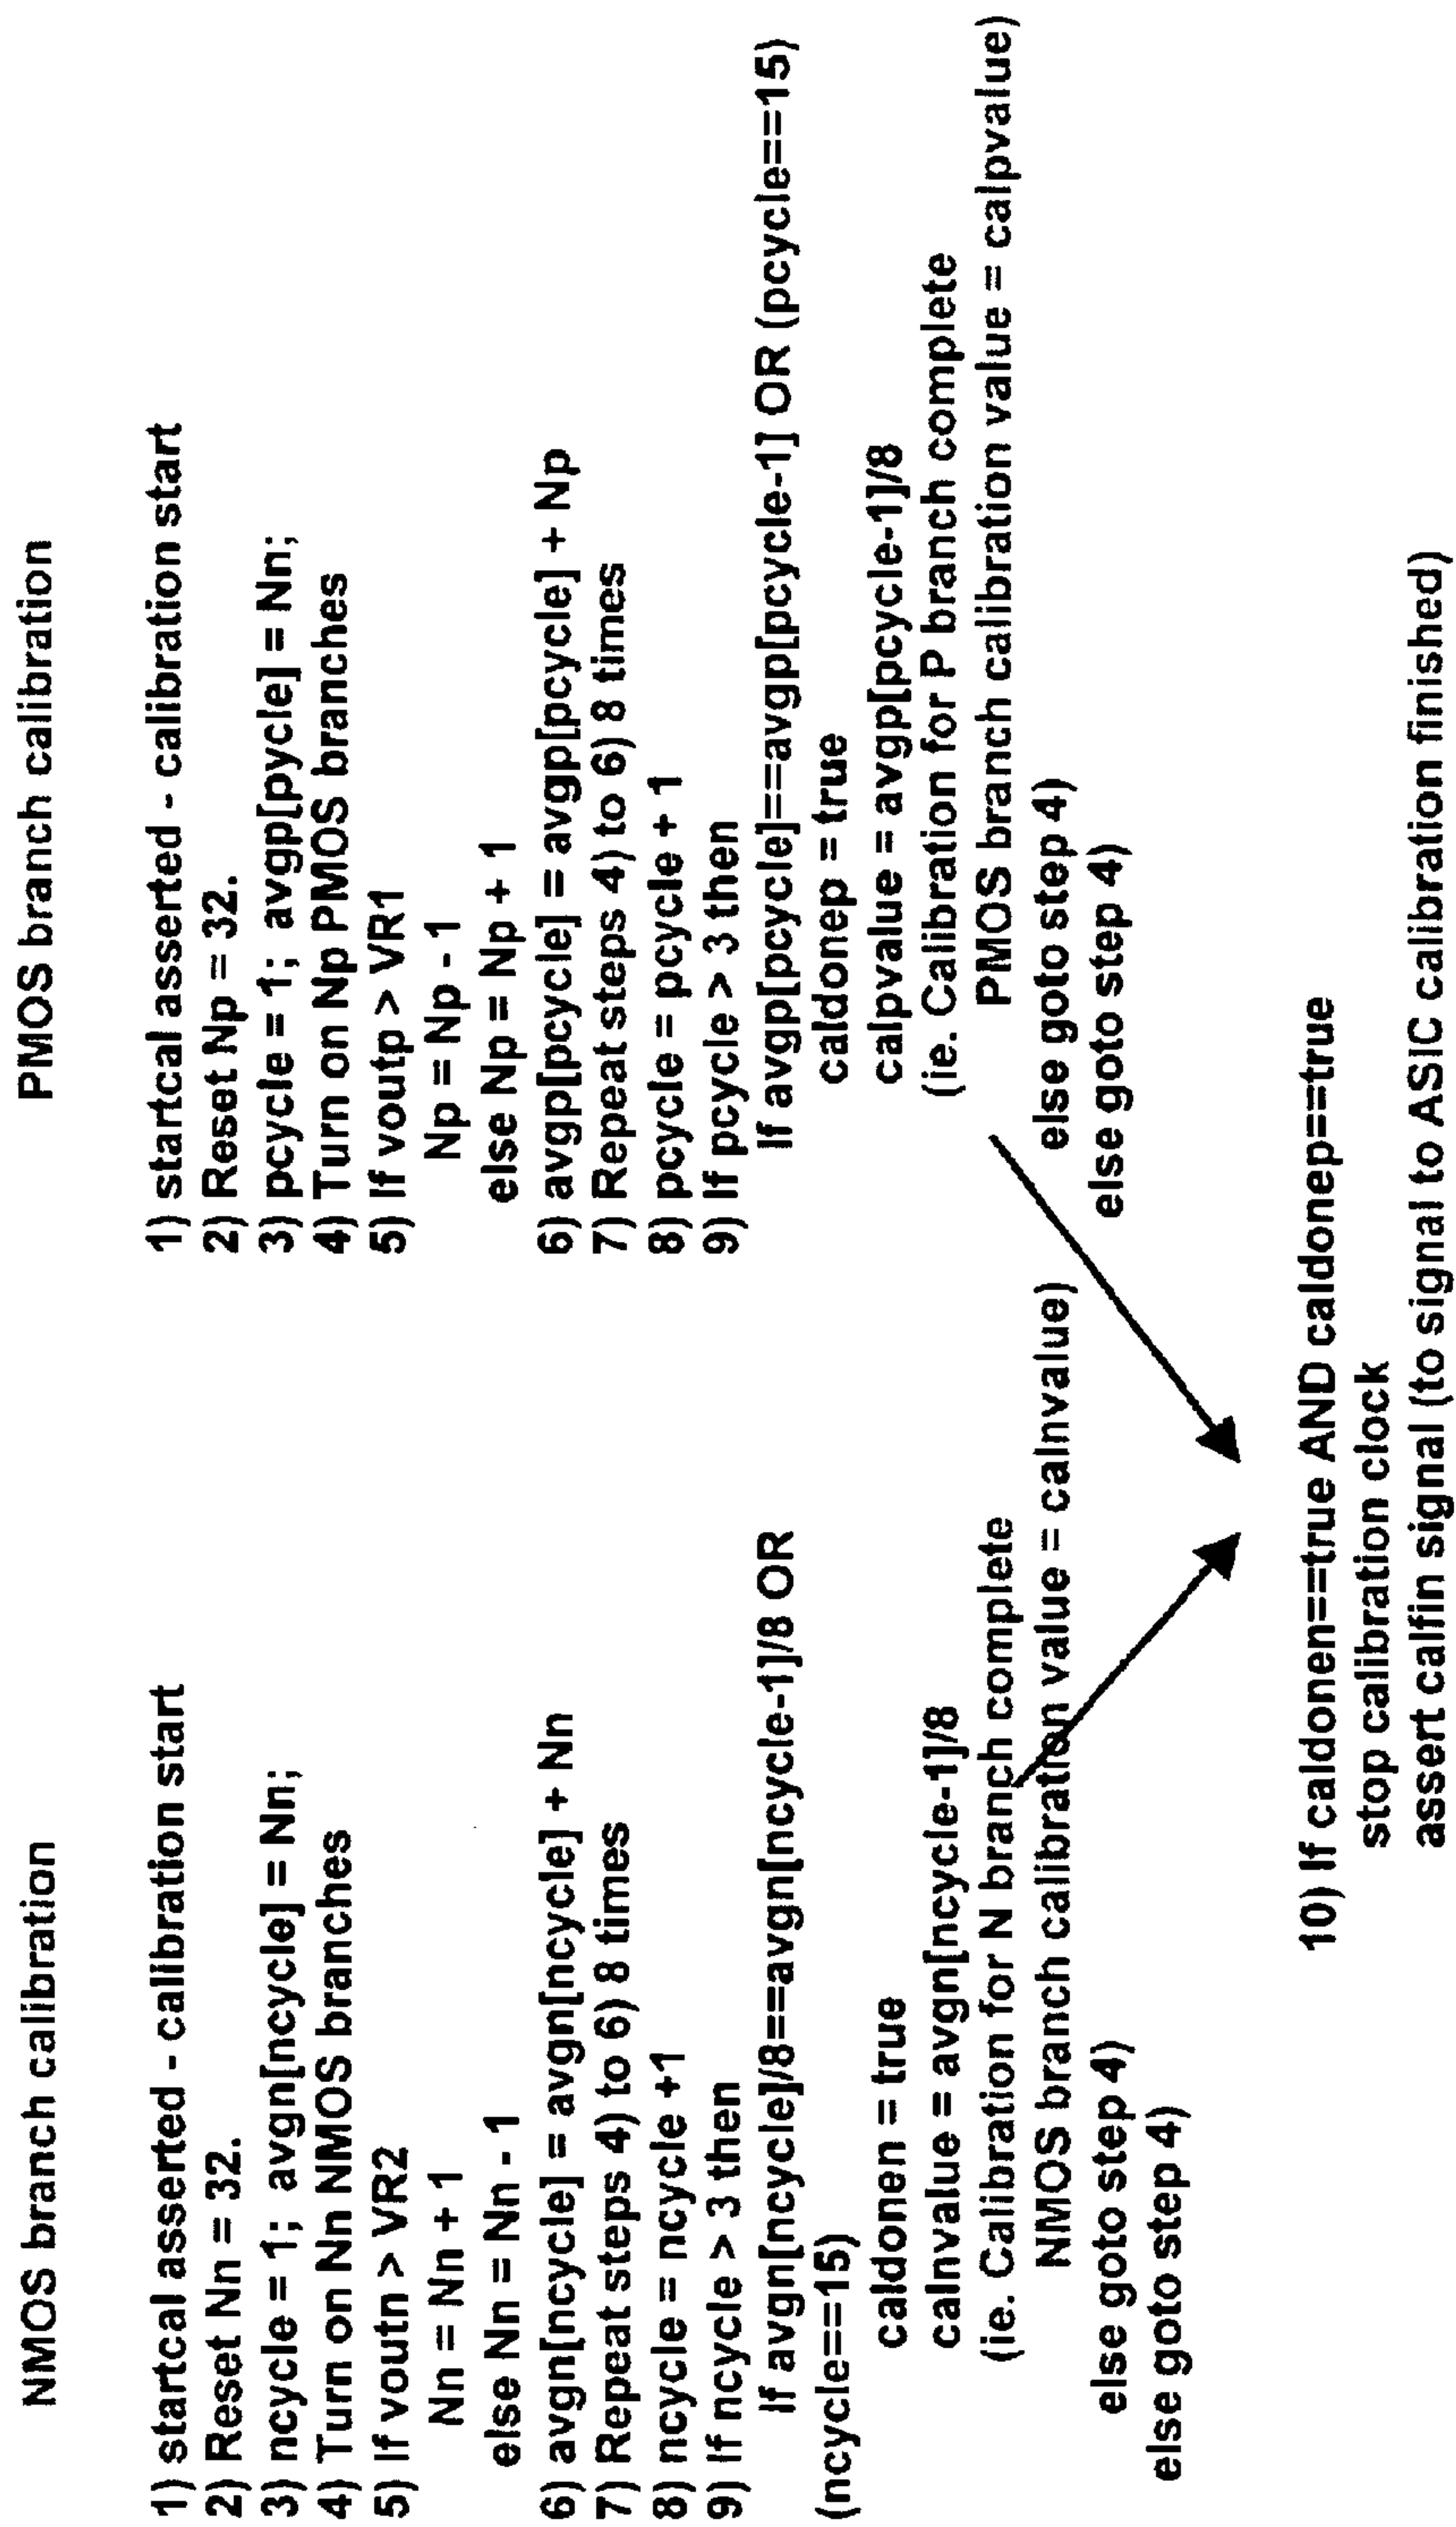 NMOS branch calibration
1) startcal asserted - calibration start
2) Reset Nn = 32.
3) ncycle = 1; avgn[ncycle] = Nn;
4) Turn on Nn NMOS branches
5) If voutn > VR2
Nn = Nn + 1
else Nn = Nn - 1
6) avgn[ncycle] = avgn[ncycle] + Nn
7) Repeat steps 4) to 6) 8 times
8) ncycle = ncycle +1
9) If ncycle > 3 then
If avgn[ncycle]/8==avgn[ncycle-1]/8 OR
(ncycle==15)
caldonen = true
calnvalue = avgn[ncycle-1]/8
(ie. Calibration for N branch complete
NMOS branch calibration value = calnvalue)
else goto step 4)
else goto step 4)
PMOS branch calibration
1) startcal asserted - calibration start
2) Reset Np = 32.
3) pcycle = 1; avgp[pycle] = Nn;
4) Turn on Np PMOS branches
5) If voutp > VR1
Np = Np - 1
else Np = Np + 1
6) avgp[pcycle] = avgp[pcycle] + Np
7) Repeat steps 4) to 6) 8 times
8) pcycle = pcycle + 1
9) If pcycle > 3 then
If avgp[pcycle]==avgp[pcycle-1] OR (pcycle==15)
caldonep = true
calpvalue = avgp[pcycle-1]/8
(ie. Calibration for P branch complete
PMOS branch calibration value = calpvalue)
else goto step 4)
else goto step 4)
10) If caldonen==true AND caldonep==true
stop calibration clock
assert calfin signal (to signal to ASIC calibration finished)